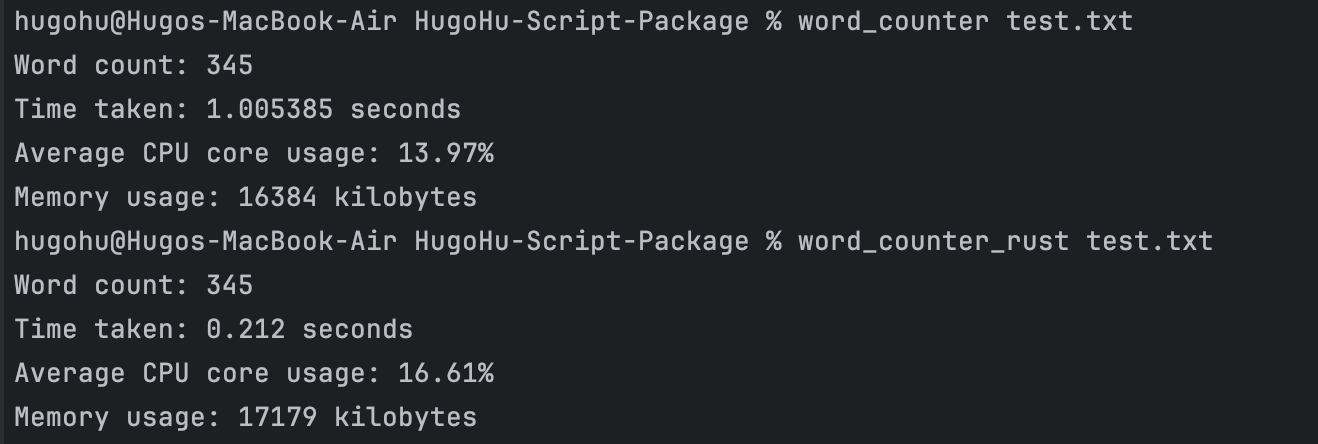 hugohu@Hugos-MacBook-Air HugoHu-Script-Package % word_counter test.txt
Word count: 345
Time taken: 1.005385 seconds
Average CPU core usage: 13.97%
Memory usage: 16384 kilobytes
hugohu@Hugos-MacBook-Air HugoHu-Script-Package % word_counter_rust test.txt
Word count: 345
Time taken: 0.212 seconds
Average CPU core usage: 16.61%
Memory usage: 17179 kilobytes